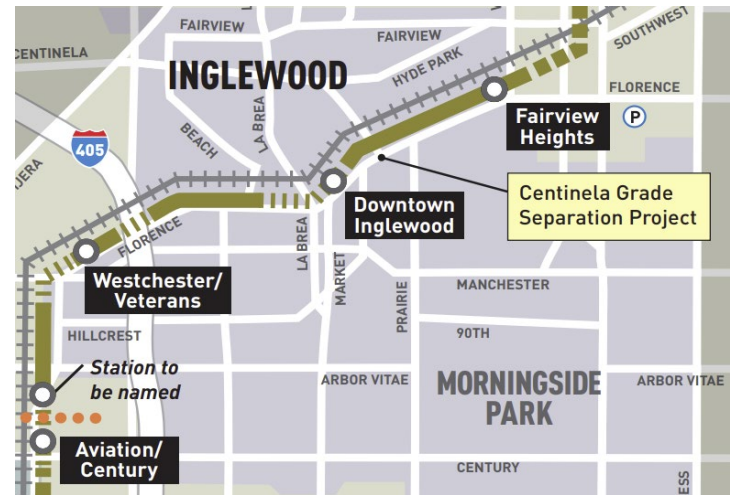 FAIRVIEW
FAIRVIEW
SOUTHWEST
CENTINELA
INGLEWOOD
HYDE PARK
LA BREA
FLORENCE
BEACH
Fairview
Heights
P
405
Centinela Grade
Separation Project
Downtown
Inglewood
FLORENCE
LA BREA
MARKET
PRAIRIE
Westchester/
Veterans
MANCHESTER
HILLCREST
90TH
Station to
be named
ARBOR VITAE
MORNINGSIDE
PARK
ARBOR VITAE
Aviation/
Century
CENTURY